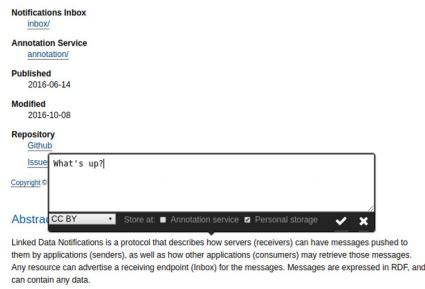 Notifications Inbox
inbox/
Annotation Service
annotation/
Published
2016-06-14
Modified
2016-10-08
Repository
Github
Issue
What's up?
Copyright ©
CC BY
Store at: Annotation service Personal storage
Abstrac
Linked Data Notifications is a protocol that describes how servers (receivers) can have messages pushed to
them by applications (senders), as well as how other applications (consumers) may retrieve those messages.
Any resource can advertise a receiving endpoint (Inbox) for the messages. Messages are expressed in RDF, and
can contain any data.